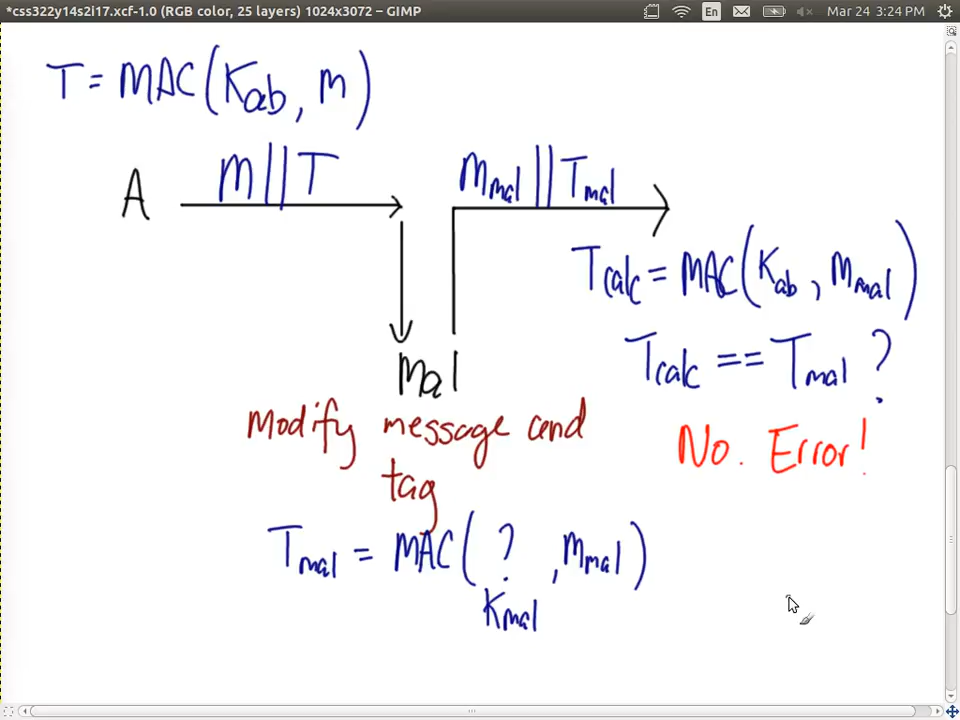 *css322y14s2i17.xcf-1.0 (RGB color, 25 layers) 1024x3072 – GIMP En Mar 24 3:24 PM
T = MAC(Kab, m)
A m||T Mmal||Tmal
Tcalc = MAC(Kab, Mmal)
Tcalc == Tmal ?
Mal
Modify message and
tag
No. Error!
Tmal = MAC( ? , Mmal)
Kmal